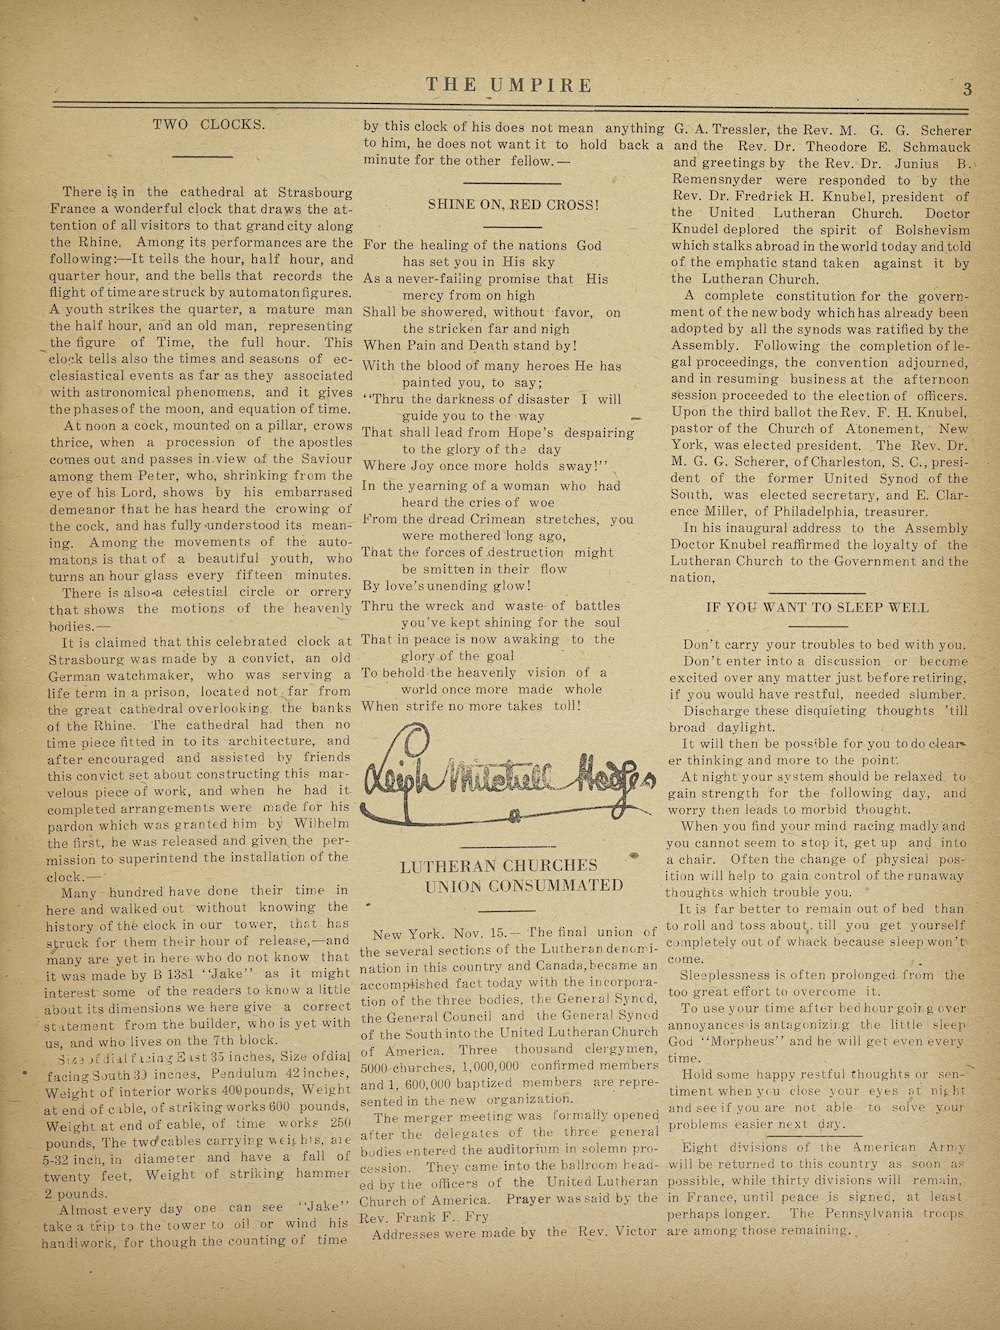 THE UMPIRE
3
TWO CLOCKS.
There is in the cathedral at Strasbourg
France a wonderful clock that draws the at-
tention of all visitors to that grand city along
the Rhine, Among its performances are the
following:—It tells the hour, half hour, and
quarter hour, and the bells that records the
flight of time are struck by automaton figures.
A youth strikes the quarter, a mature man
the half hour, and an old man, representing
the figure of Time, the full hour. This
clock tells also the times and seasons of ec-
clesiastical events as far as they associated
with astronomical phenomens, and it gives
the phases of the moon, and equation of time.
At noon a cock, mounted on a pillar, crows
thrice, when a procession of the apostles
comes out and passes in view of the Saviour
among them Peter, who, shrinking from the
eye of his Lord, shows by his embarrased
demeanor that he has heard the crowing of
the cock, and has fully understood its mean-
ing. Among the movements of the auto-
matons is that of a beautiful youth, who
turns an hour glass every fifteen minutes.
There is also a celestial circle or orrery
that shows the motions of the heavenly
bodies.—
It is claimed that this celebrated clock at
Strasbourg was made by a convict, an old
German watchmaker, who was serving a
life term in a prison, located not far from
the great cathedral overlooking the banks
of the Rhine. The cathedral had then no
time piece fitted in to its architecture, and
after encouraged and assisted by friends
this convict set about constructing this mar-
velous piece of work, and when he had it
completed arrangements were made for his
pardon which was granted him by Wilhelm
the first, he was released and given the per-
mission to superintend the installation of the
clock.—
Many hundred have done their time in
here and walked out without knowing the
history of the clock in our tower, that has
struck for them their hour of release,—and
many are yet in here who do not know that
it was made by B 1381 "Jake" as it might
interest some of the readers to know a little
about its dimensions we here give a correct
statement from the builder, who is yet with
us, and who lives on the 7th block.
Size of dial facing East 35 inches, Size of dial
facing South 39 inches, Pendulum 42 inches,
Weight of interior works 400 pounds, Weight
at end of cable, of striking works 600 pounds,
Weight at end of cable, of time works 250
pounds, The two cables carrying weights, are
5-32 inch, in diameter and have a fall of
twenty feet, Weight of striking hammer
2 pounds.
Almost every day one can see "Jake"
take a trip to the tower to oil or wind his
handiwork, for though the counting of time
by this clock of his does not mean anything
to him, he does not want it to hold back a
minute for the other fellow.—
SHINE ON, RED CROSS!
For the healing of the nations God
has set you in His sky
As a never-failing promise that His
mercy from on high
Shall be showered, without favor, on
the stricken far and nigh
When Pain and Death stand by!
With the blood of many heroes He has
painted you, to say;
"Thru the darkness of disaster I will
guide you to the way
That shall lead from Hope's despairing
to the glory of the day
Where Joy once more holds sway!"
In the yearning of a woman who had
heard the cries of woe
From the dread Crimean stretches, you
were mothered long ago,
That the forces of destruction might
be smitten in their flow
By love's unending glow!
Thru the wreck and waste of battles
you've kept shining for the soul
That in peace is now awaking to the
glory of the goal
To behold the heavenly vision of a
world once more made whole
When strife no more takes toll!
Leigh Mitchell Hodges
LUTHERAN CHURCHES
UNION CONSUMMATED
New York. Nov. 15.— The final union of
the several sections of the Lutheran denomi-
nation in this country and Canada, became an
accomplished fact today with the incorpora-
tion of the three bodies, the General Synod,
the General Council and the General Synod
of the South into the United Lutheran Church
of America. Three thousand clergymen,
5000 churches, 1,000,000 confirmed members
and 1, 600,000 baptized members are repre-
sented in the new organization.
The merger meeting was formally opened
after the delegates of the three general
bodies entered the auditorium in solemn pro-
cession. They came into the ballroom head-
ed by the officers of the United Lutheran
Church of America. Prayer was said by the
Rev. Frank F. Fry
Addresses were made by the Rev. Victor
G. A. Tressler, the Rev. M. G. G. Scherer
and the Rev. Dr. Theodore E. Schmauck
and greetings by the Rev. Dr. Junius B.
Remensnyder were responded to by the
Rev. Dr. Fredrick H. Knubel, president of
the United Lutheran Church. Doctor
Knudel deplored the spirit of Bolshevism
which stalks abroad in the world today and told
of the emphatic stand taken against it by
the Lutheran Church.
A complete constitution for the govern-
ment of the new body which has already been
adopted by all the synods was ratified by the
Assembly. Following the completion of le-
gal proceedings, the convention adjourned,
and in resuming business at the afternoon
session proceeded to the election of officers.
Upon the third ballot the Rev. F. H. Knubel,
pastor of the Church of Atonement, New
York, was elected president. The Rev. Dr.
M. G. G. Scherer, of Charleston, S. C., presi-
dent of the former United Synod of the
South, was elected secretary, and E. Clar-
ence Miller, of Philadelphia, treasurer.
In his inaugural address to the Assembly
Doctor Knubel reaffirmed the loyalty of the
Lutheran Church to the Government and the
nation,
IF YOU WANT TO SLEEP WELL
Don't carry your troubles to bed with you.
Don't enter into a discussion or become
excited over any matter just before retiring,
if you would have restful, needed slumber.
Discharge these disquieting thoughts 'till
broad daylight.
It will then be possible for you to do clear-
er thinking and more to the point.
At night your system should be relaxed to
gain strength for the following day, and
worry then leads to morbid thought.
When you find your mind racing madly and
you cannot seem to stop it, get up and into
a chair. Often the change of physical pos-
ition will help to gain control of the runaway
thoughts which trouble you.
It is far better to remain out of bed than
to roll and toss about, till you get yourself
completely out of whack because sleep won't
come.
Sleeplessness is often prolonged from the
too great effort to overcome it.
To use your time after bed hour going over
annoyances is antagonizing the little sleep
God "Morpheus" and he will get even every
time.
Hold some happy restful thoughts or sen-
timent when you close your eyes at night
and see if you are not able to solve your
problems easier next day.
Eight divisions of the American Army
will be returned to this country as soon as
possible, while thirty divisions will remain,
in France, until peace is signed, at least
perhaps longer. The Pennsylvania troops
are among those remaining.